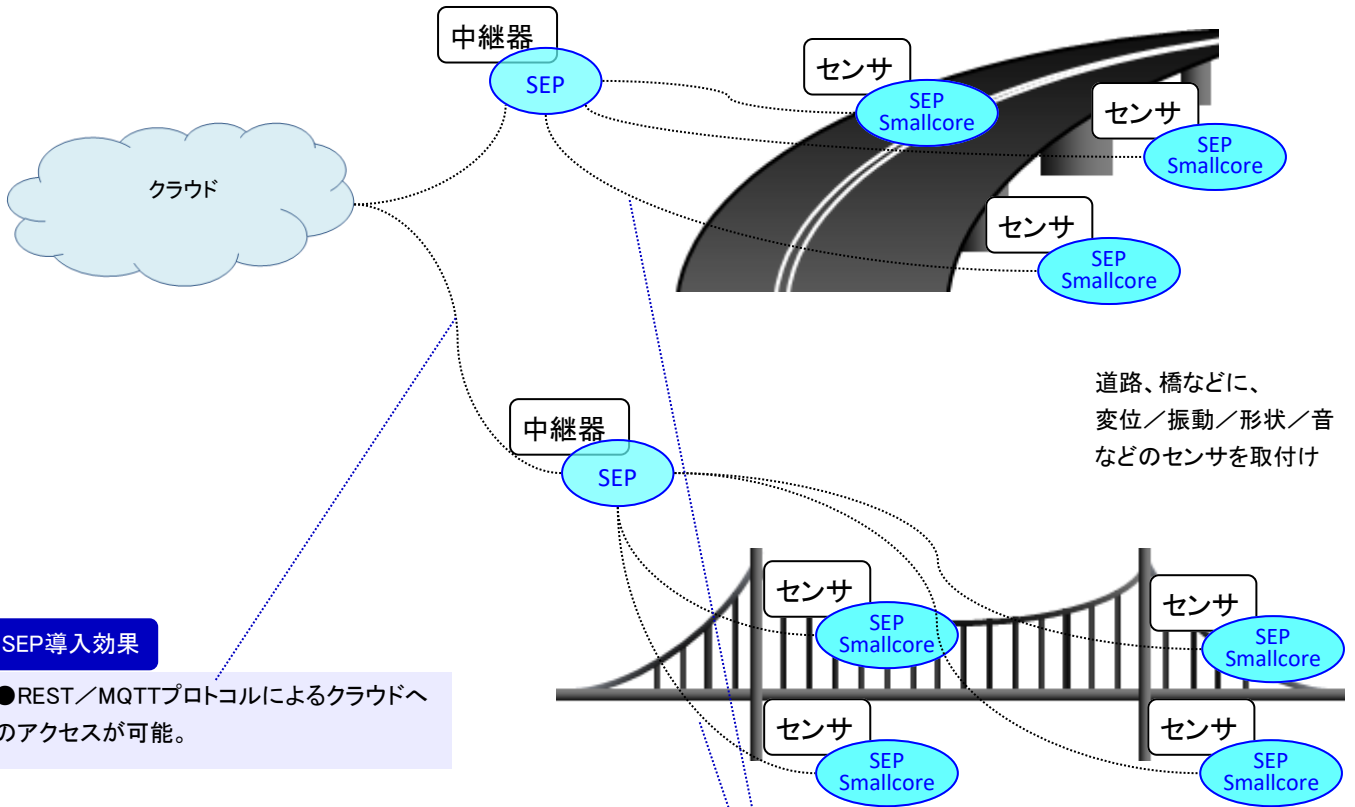 中継器
SEP
センサ
SEP
Smallcore
センサ
SEP
Smallcore
クラウド
センサ
SEP
Smallcore
道路、橋などに、
変位／振動／形状／音
などのセンサを取付け
中継器
SEP
センサ
SEP
Smallcore
センサ
SEP
Smallcore
SEP導入効果
●REST／MQTTプロトコルによるクラウドへ
のアクセスが可能。
センサ
SEP
Smallcore
センサ
SEP
Smallcore